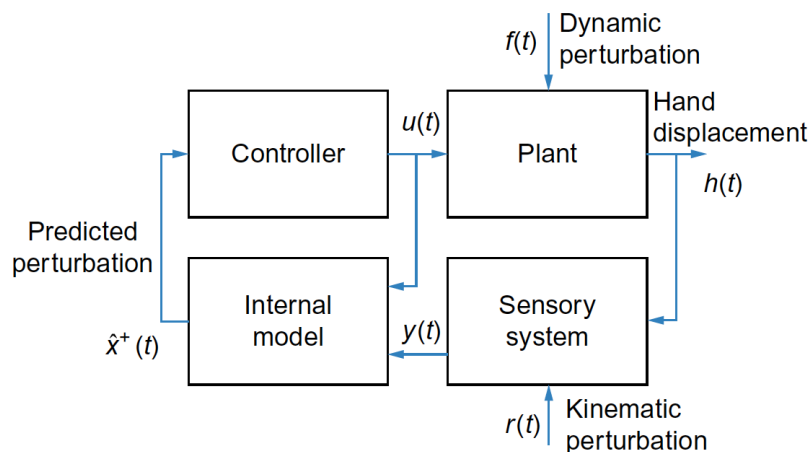 f(t)
Dynamic
perturbation
Controller
u(t)
Plant
Hand
displacement
h(t)
Predicted
perturbation
x̂⁺(t)
Internal
model
y(t)
Sensory
system
r(t)
Kinematic
perturbation